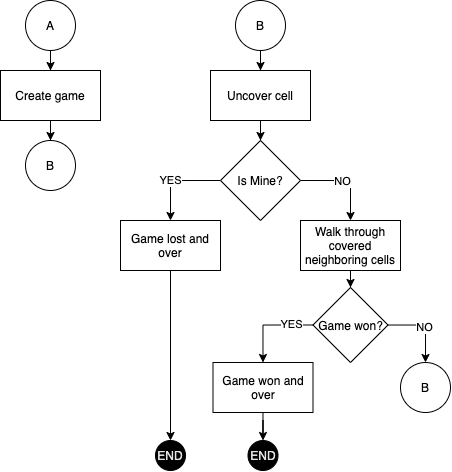 A
B
Create game
Uncover cell
B
Is Mine?
YES
NO
Game lost and
over
Walk through
covered
neighboring cells
Game won?
YES
NO
Game won and
over
B
END
END